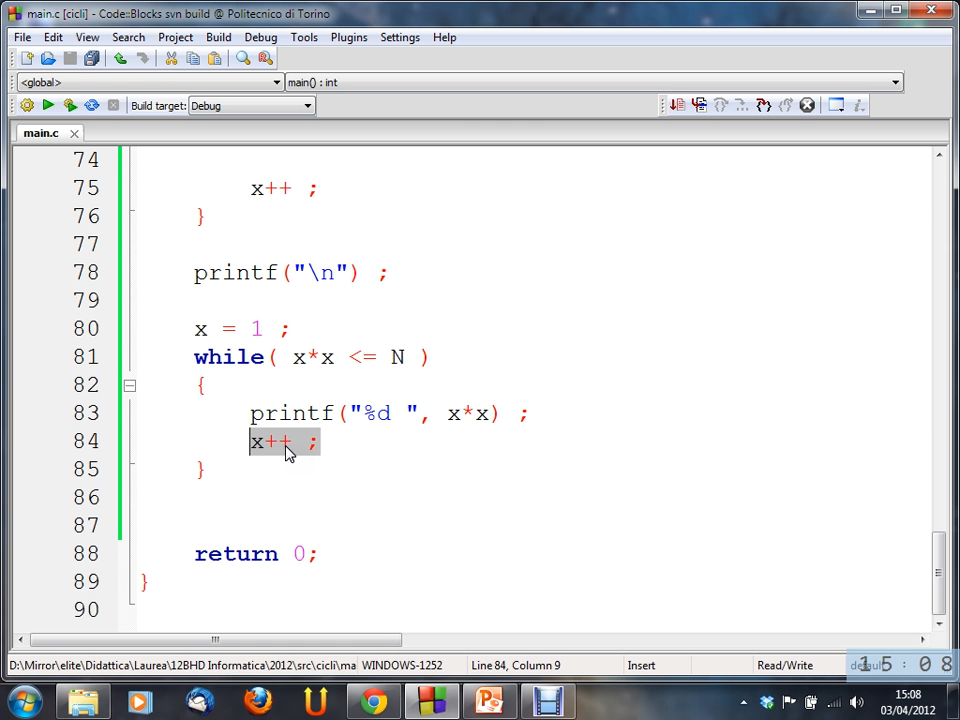 main.c [cicli] - Code::Blocks svn build @ Politecnico di Torino
File Edit View Search Project Build Debug Tools Plugins Settings Help
<global> main() : int
Build target: Debug
main.c
74
75 x++ ;
76 }
77
78 printf("\n") ;
79
80 x = 1 ;
81 while( x*x <= N )
82 {
83 printf("%d ", x*x) ;
84 x++ ;
85 }
86
87
88 return 0;
89 }
90
D:\Mirror\elite\Didattica\Laurea\12BHD Informatica\2012\src\cicli\ma WINDOWS-1252 Line 84, Column 9 Insert Read/Write default
15:08
15:08
03/04/2012